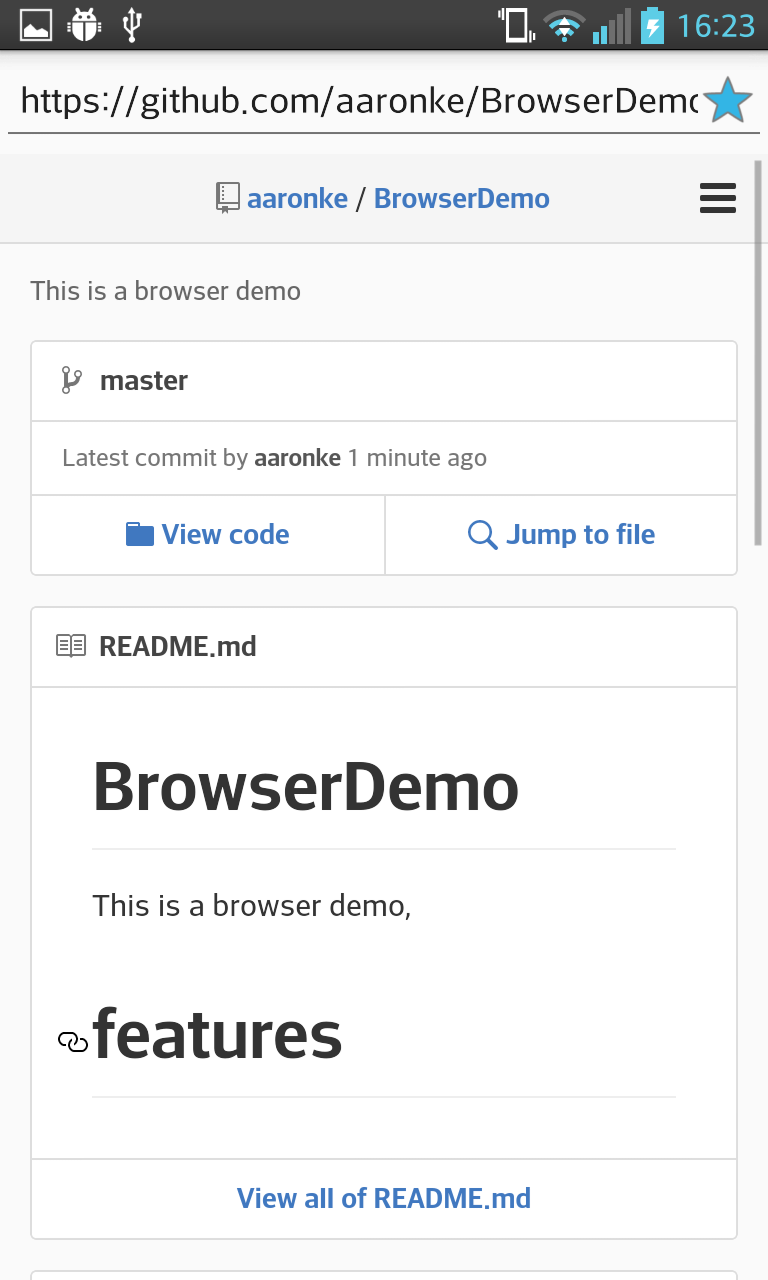 16:23
https://github.com/aaronke/BrowserDemo
aaronke / BrowserDemo
This is a browser demo
master
Latest commit by aaronke 1 minute ago
View code
Jump to file
README.md
BrowserDemo
This is a browser demo,
features
View all of README.md